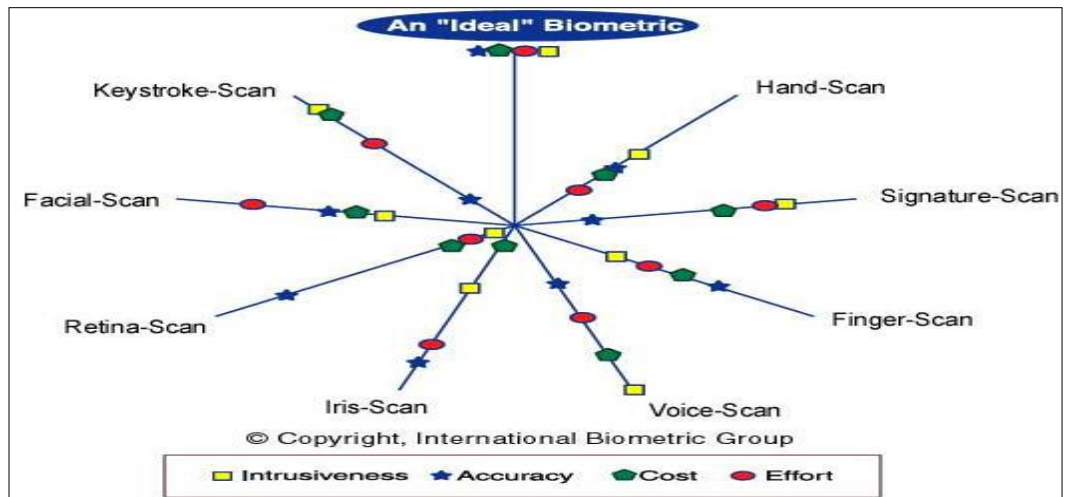 An "Ideal" Biometric
Keystroke-Scan
Hand-Scan
Facial-Scan
Signature-Scan
Retina-Scan
Finger-Scan
Iris-Scan
Voice-Scan
© Copyright, International Biometric Group
Intrusiveness Accuracy Cost Effort